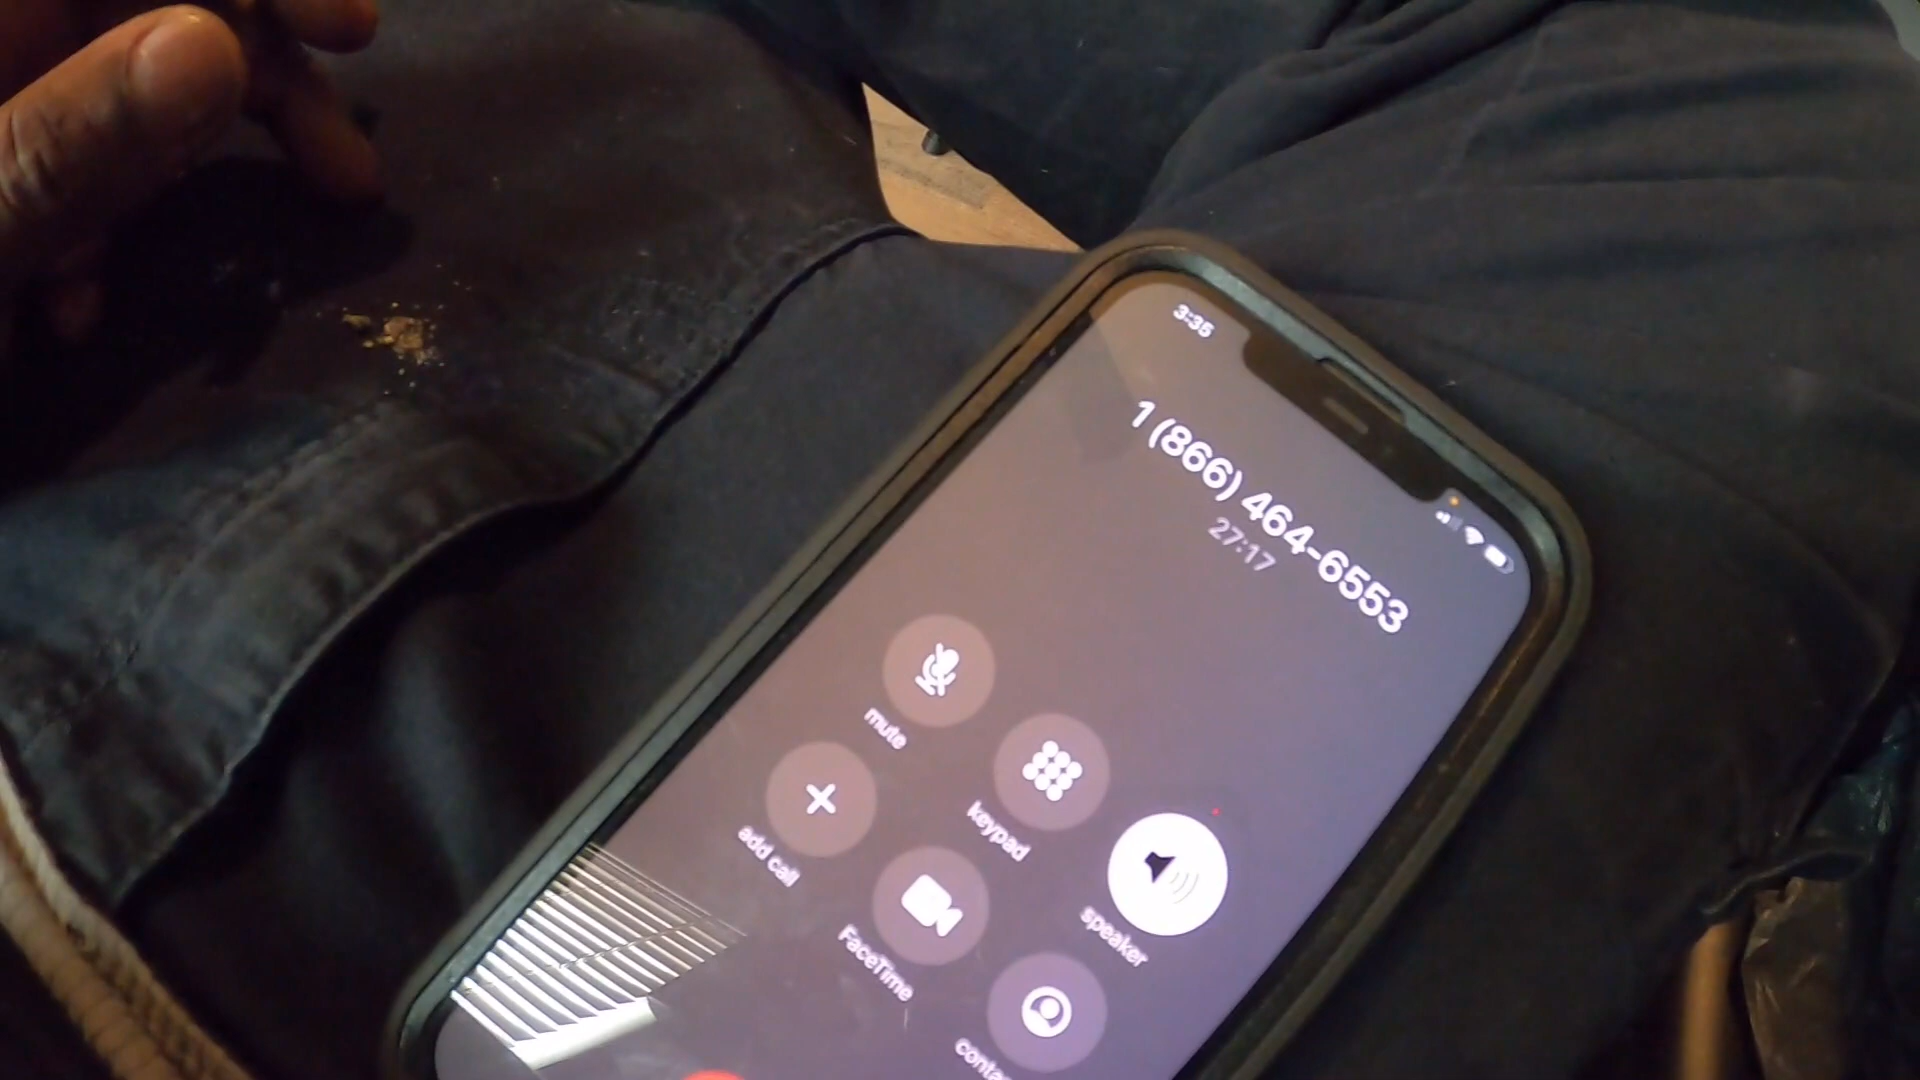 3:35
1 (866) 464-6553
27:17
mute
keypad
speaker
add call
FaceTime